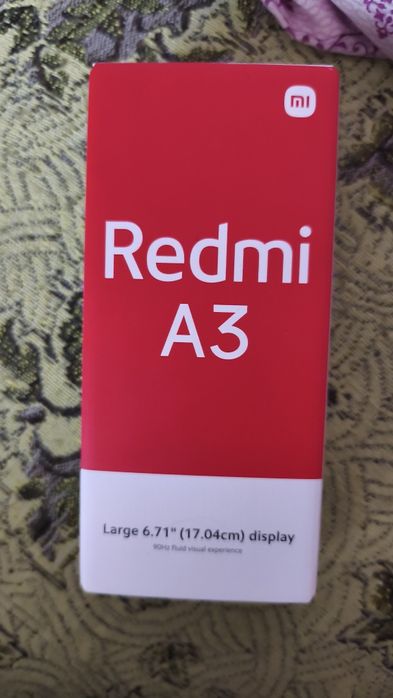 mi
Redmi
A3
Large 6.71" (17.04cm) display
90Hz fluid visual experience